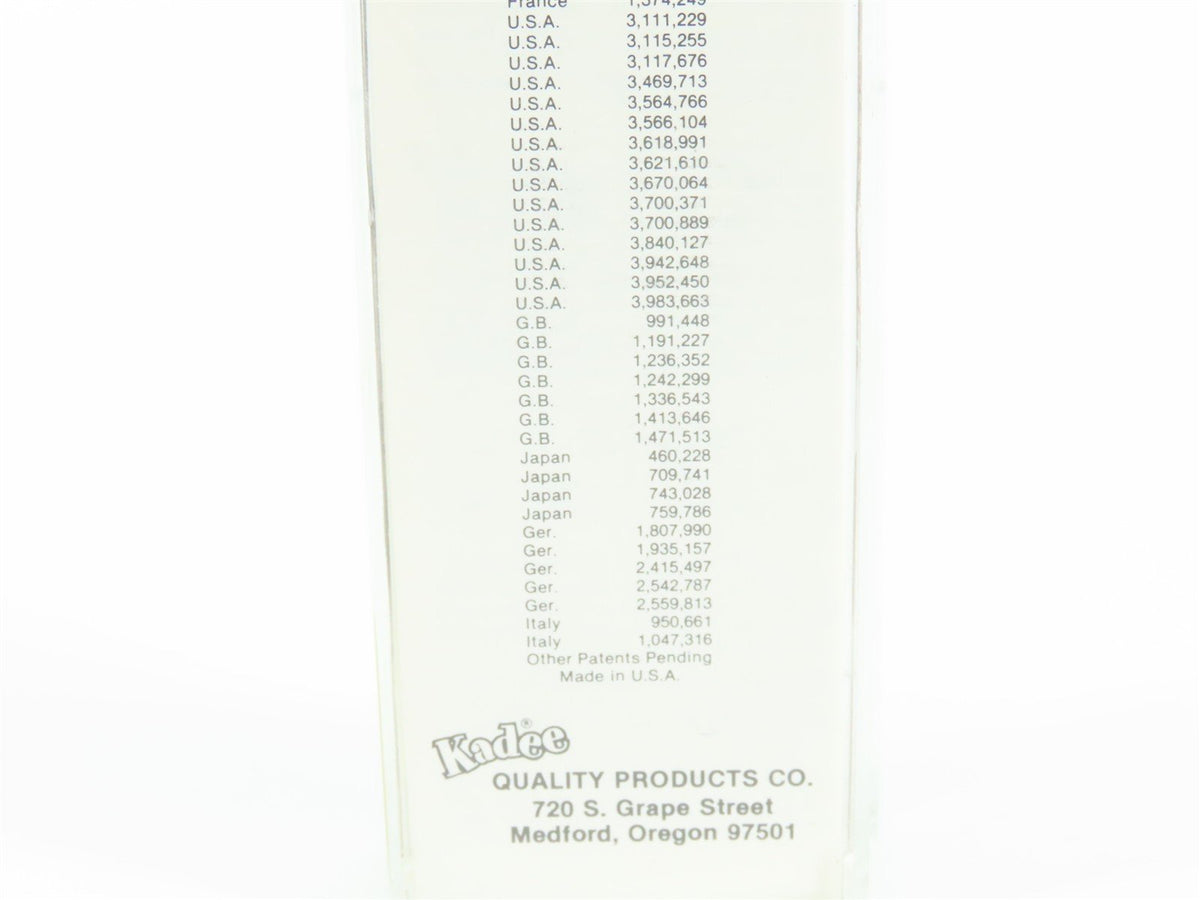 France 1,374,249
U.S.A. 3,111,229
U.S.A. 3,115,255
U.S.A. 3,117,676
U.S.A. 3,469,713
U.S.A. 3,564,766
U.S.A. 3,566,104
U.S.A. 3,618,991
U.S.A. 3,621,610
U.S.A. 3,670,064
U.S.A. 3,700,371
U.S.A. 3,700,889
U.S.A. 3,840,127
U.S.A. 3,942,648
U.S.A. 3,952,450
U.S.A. 3,983,663
G.B. 991,448
G.B. 1,191,227
G.B. 1,236,352
G.B. 1,242,299
G.B. 1,336,543
G.B. 1,413,646
G.B. 1,471,513
Japan 460,228
Japan 709,741
Japan 743,028
Japan 759,786
Ger. 1,807,990
Ger. 1,935,157
Ger. 2,415,497
Ger. 2,542,787
Ger. 2,559,813
Italy 950,661
Italy 1,047,316
Other Patents Pending
Made in U.S.A.
Kadee®
QUALITY PRODUCTS CO.
720 S. Grape Street
Medford, Oregon 97501